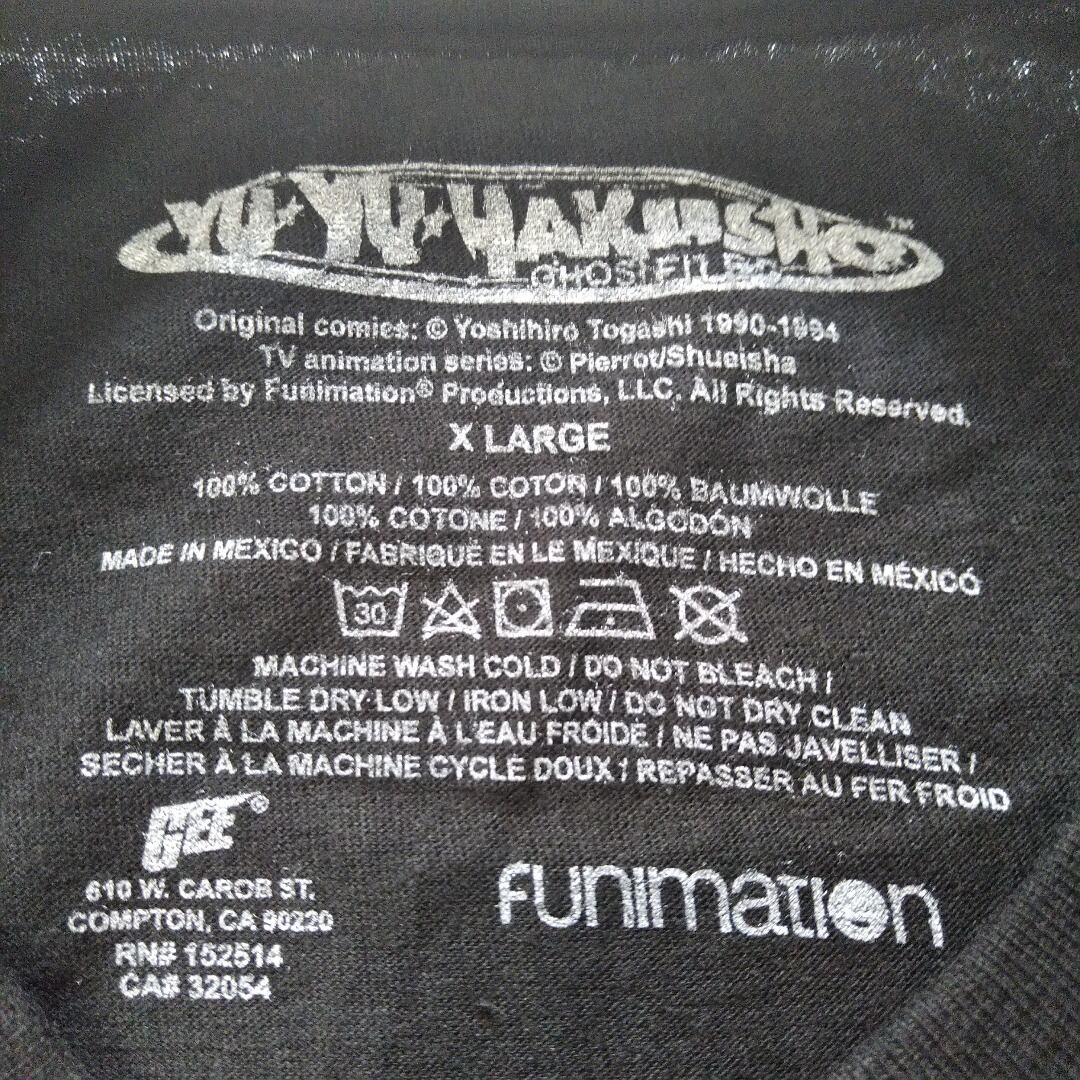 YU★YU★HAKUSHO™
GHOST FILES
Original comics: © Yoshihiro Togashi 1990-1994
TV animation series: © Pierrot/Shueisha
Licensed by Funimation® Productions, LLC. All Rights Reserved.
X LARGE
100% COTTON / 100% COTON / 100% BAUMWOLLE
100% COTONE / 100% ALGODÓN
MADE IN MEXICO / FABRIQUÉ EN LE MEXIQUE / HECHO EN MÉXICO
30
MACHINE WASH COLD / DO NOT BLEACH /
TUMBLE DRY LOW / IRON LOW / DO NOT DRY CLEAN
LAVER À LA MACHINE À L'EAU FROIDE / NE PAS JAVELLISER /
SECHER À LA MACHINE CYCLE DOUX / REPASSER AU FER FROID
GEE®
610 W. CAROB ST.
COMPTON, CA 90220
RN# 152514
CA# 32054
FUNIMATION